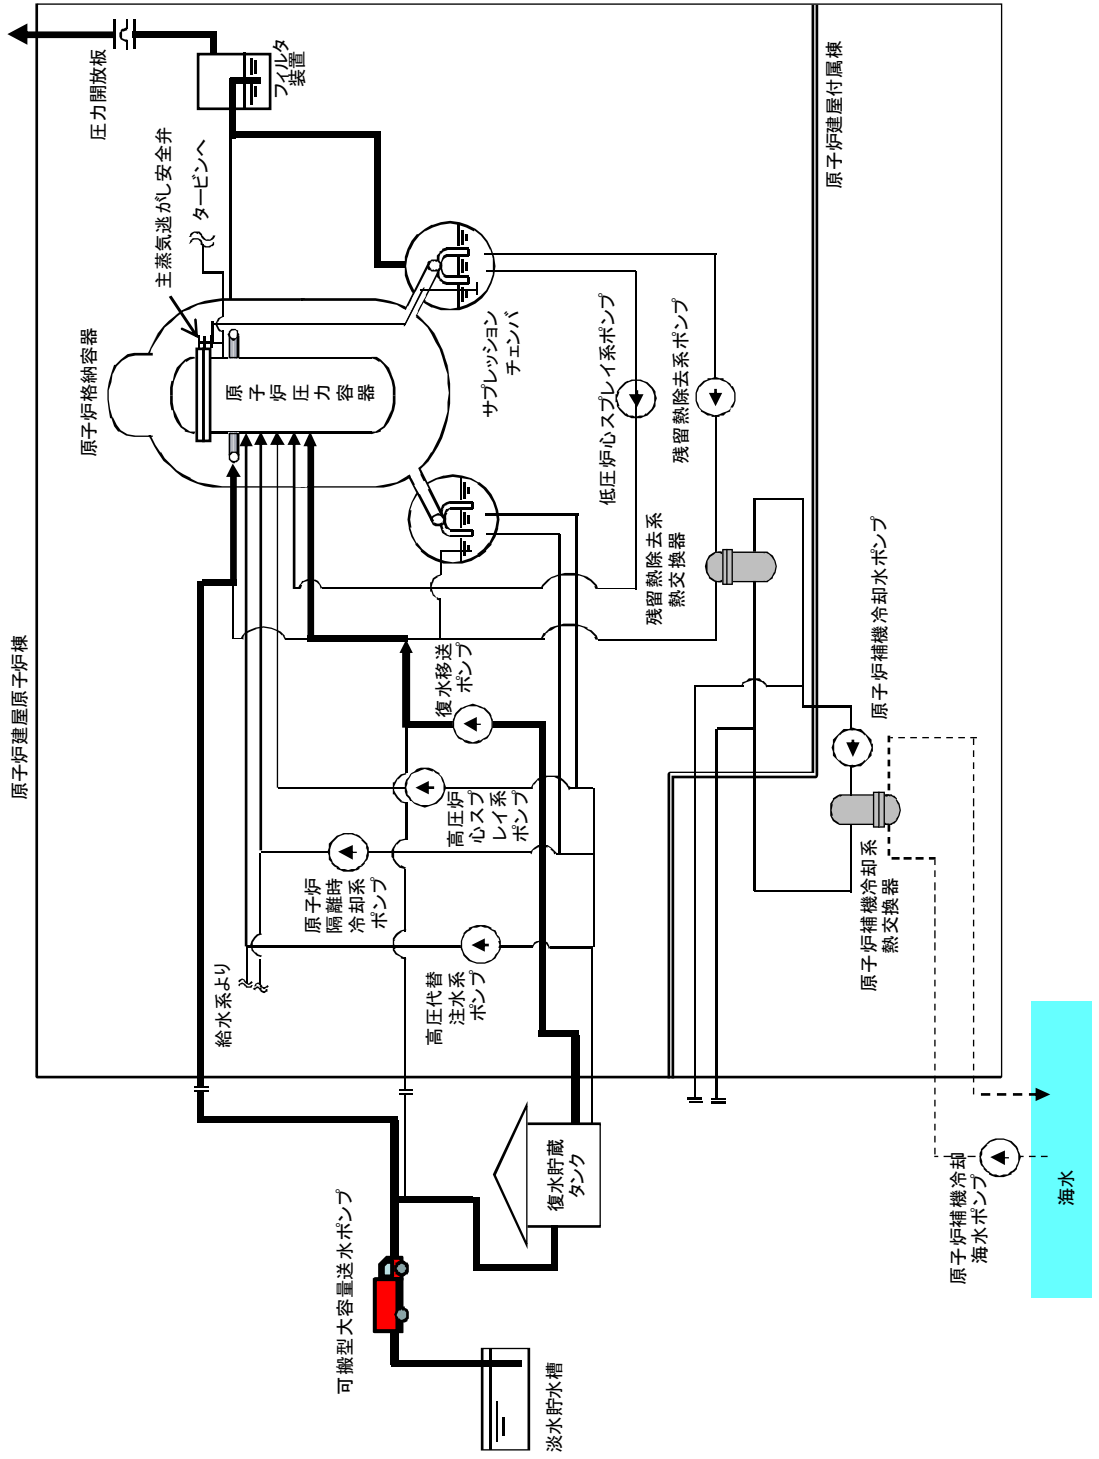 原子炉建屋原子炉棟
原子炉格納容器
圧力開放板
主蒸気逃がし安全弁
タービンへ
フィルタ
装置
原子炉圧力容器
サプレッション
チェンバ
低圧炉心スプレイ系ポンプ
残留熱除去系ポンプ
残留熱除去系
熱交換器
原子炉建屋付属棟
原子炉補機冷却水ポンプ
原子炉補機冷却系
熱交換器
復水移送
ポンプ
高圧炉
心スプ
レイ系
ポンプ
原子炉
隔離時
冷却系
ポンプ
高圧代替
注水系
ポンプ
給水系より
可搬型大容量送水ポンプ
復水貯蔵
タンク
淡水貯水槽
原子炉補機冷却
海水ポンプ
海水